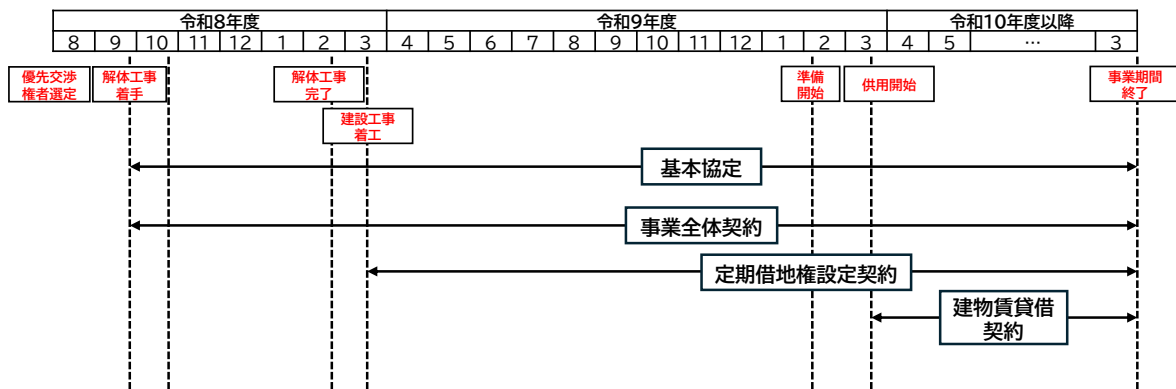 令和8年度 令和9年度 令和10年度以降
8 9 10 11 12 1 2 3 4 5 6 7 8 9 10 11 12 1 2 3 4 5 … 3
優先交渉
権者選定
解体工事
着手
解体工事
完了
準備
開始
供用開始
事業期間
終了
建設工事
着工
基本協定
事業全体契約
定期借地権設定契約
建物賃貸借
契約